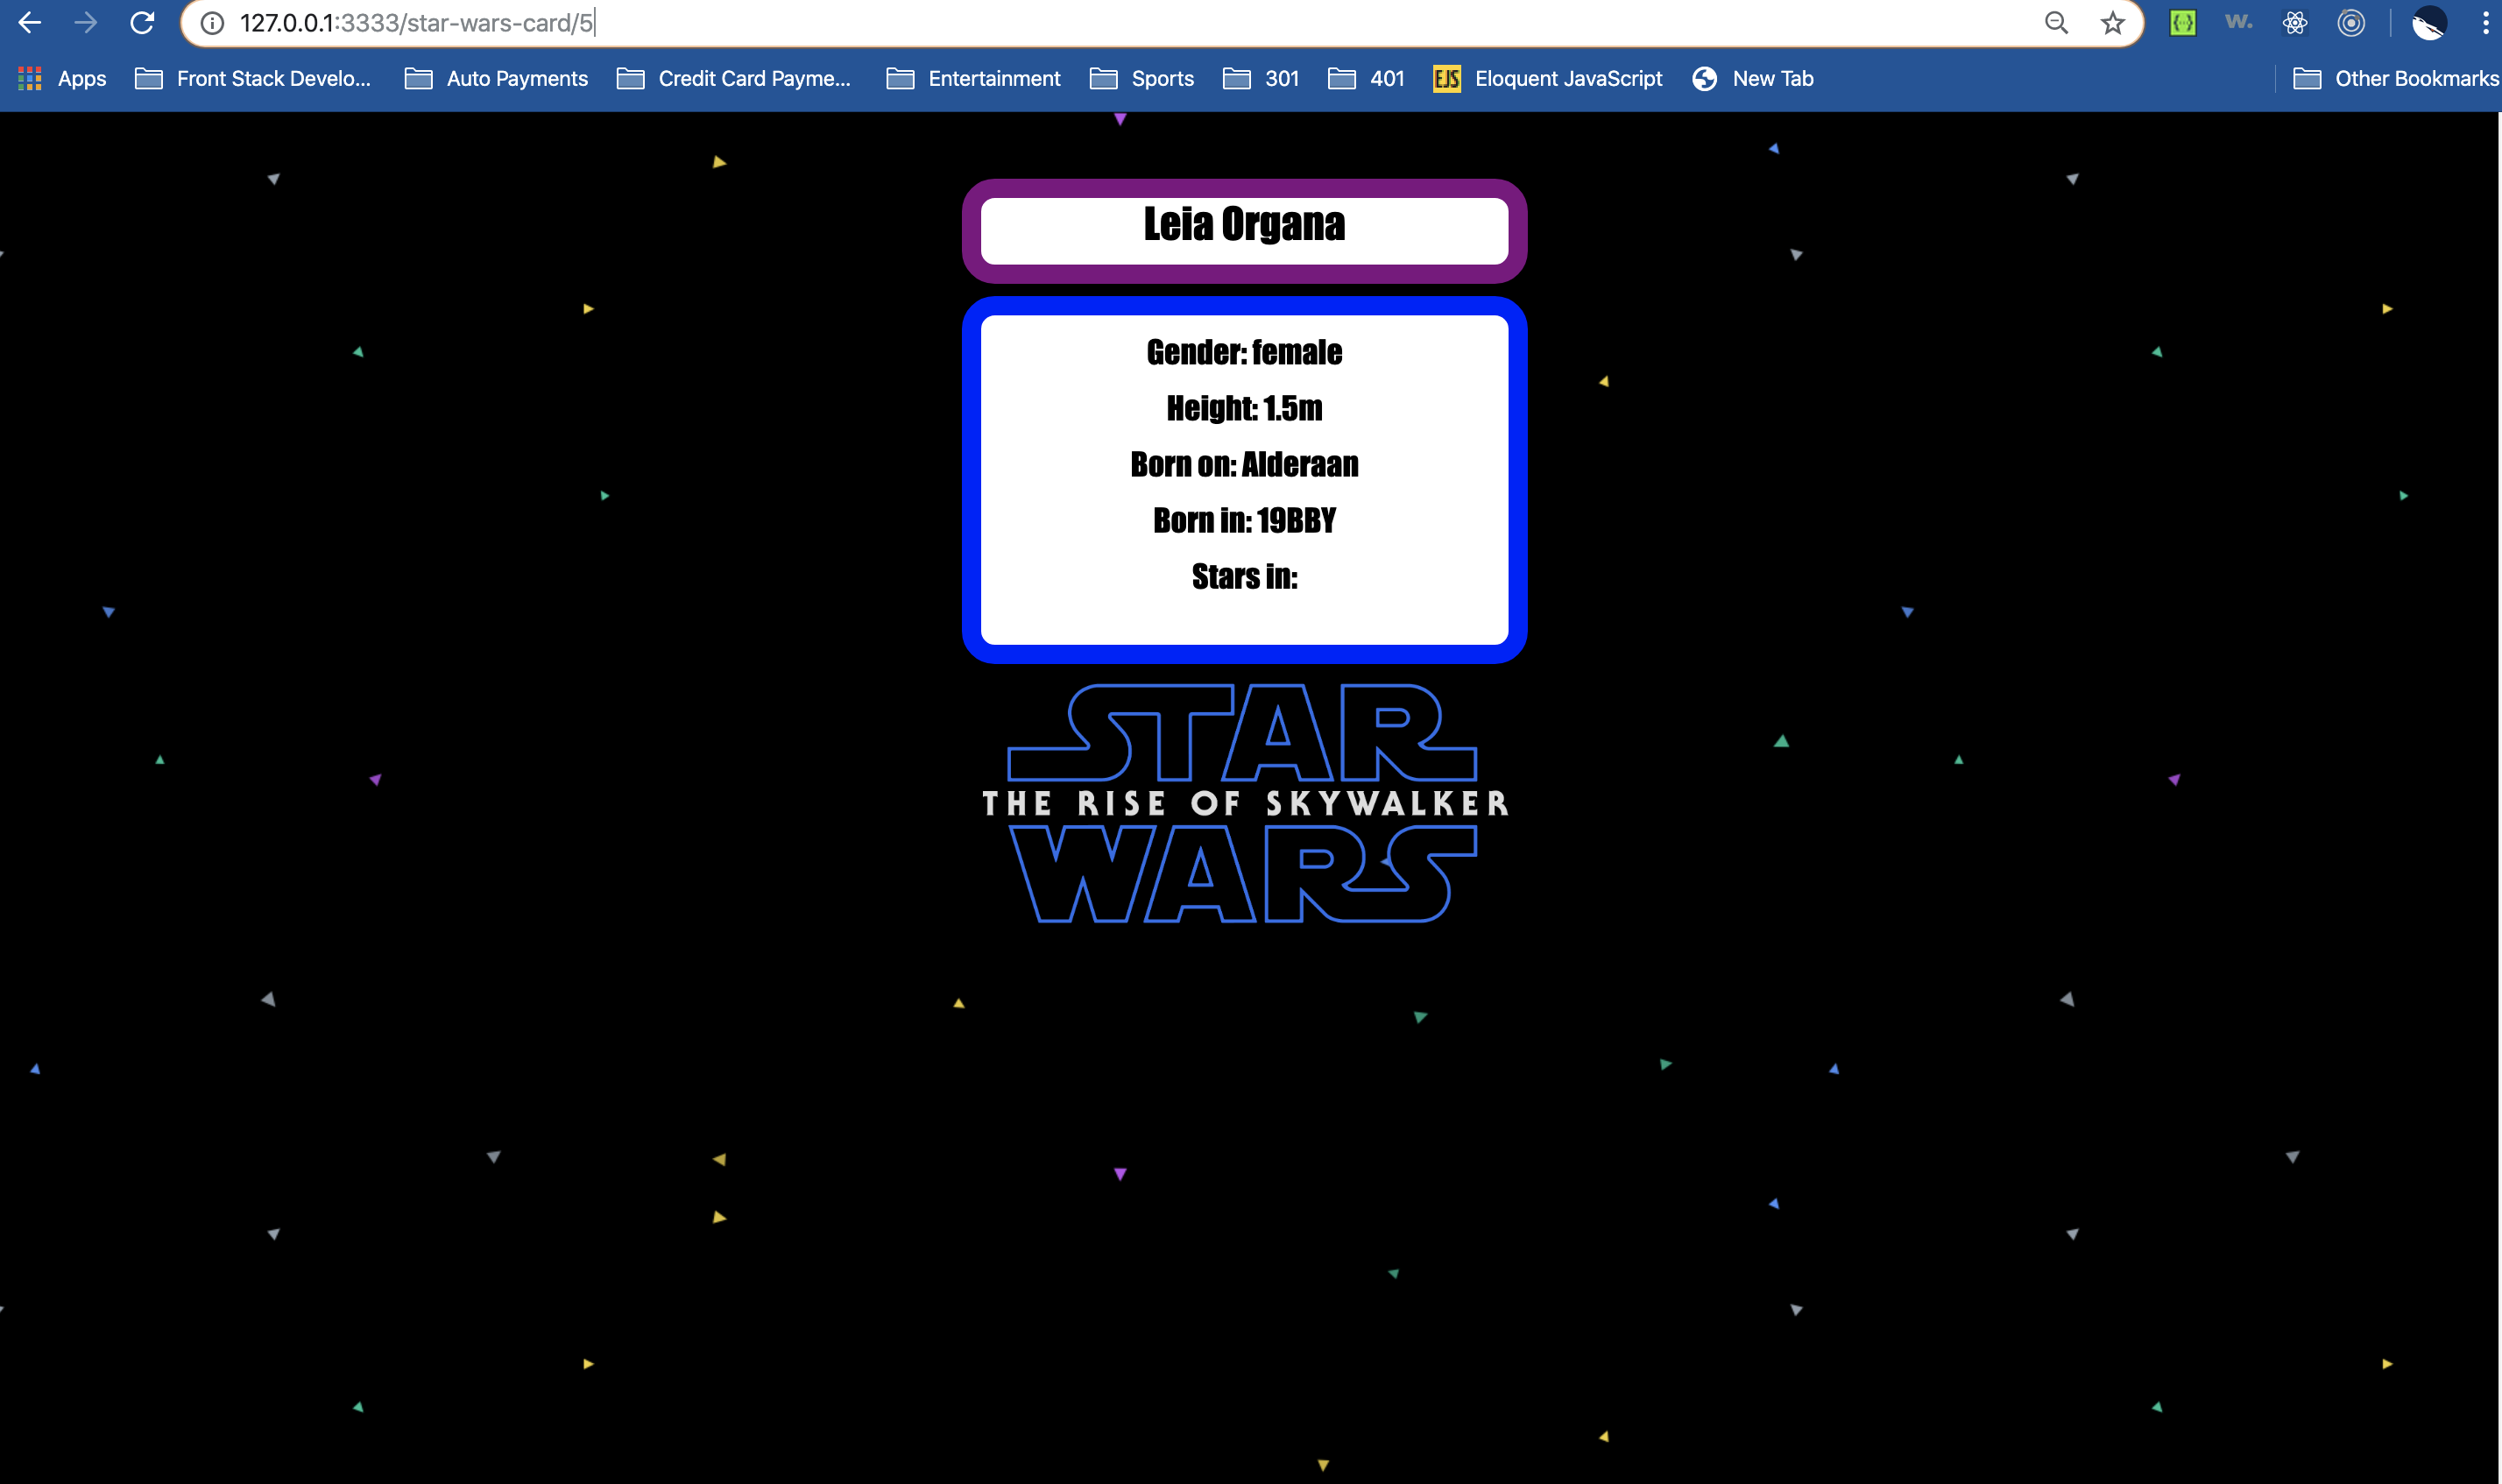 127.0.0.1:3333/star-wars-card/5
W.
Apps Front Stack Develo... Auto Payments Credit Card Payme... Entertainment Sports 301 401 EJS Eloquent JavaScript New Tab Other Bookmarks
Leia Organa
Gender: female
Height: 1.5m
Born on: Alderaan
Born in: 19BBY
Stars in:
STAR
THE RISE OF SKYWALKER
WARS